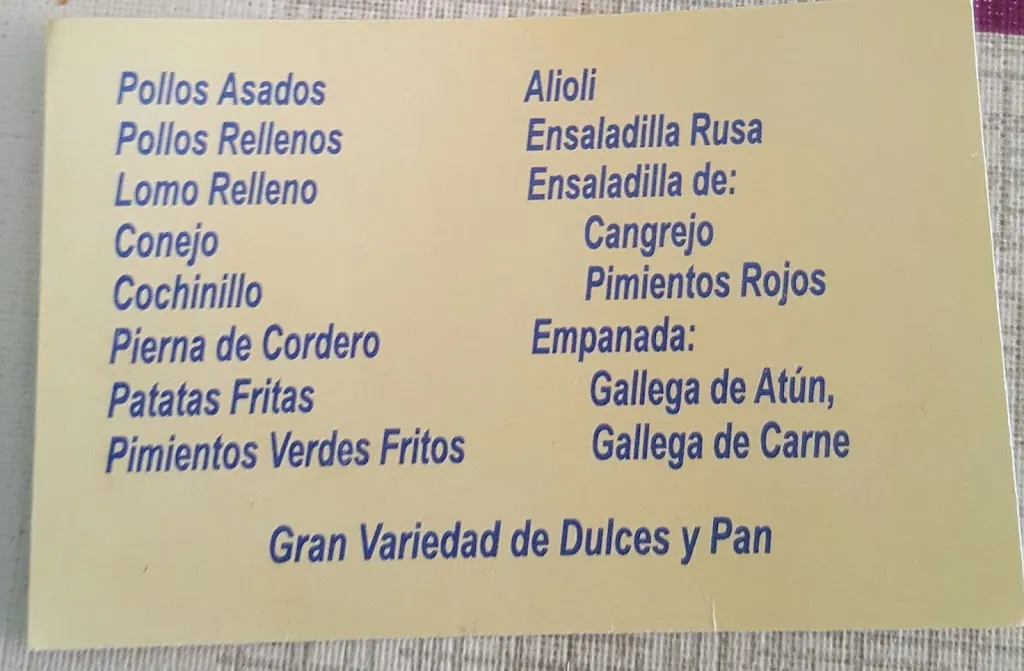 Pollos Asados
Pollos Rellenos
Lomo Relleno
Conejo
Cochinillo
Pierna de Cordero
Patatas Fritas
Pimientos Verdes Fritos
Alioli
Ensaladilla Rusa
Ensaladilla de:
Cangrejo
Pimientos Rojos
Empanada:
Gallega de Atún,
Gallega de Carne
Gran Variedad de Dulces y Pan